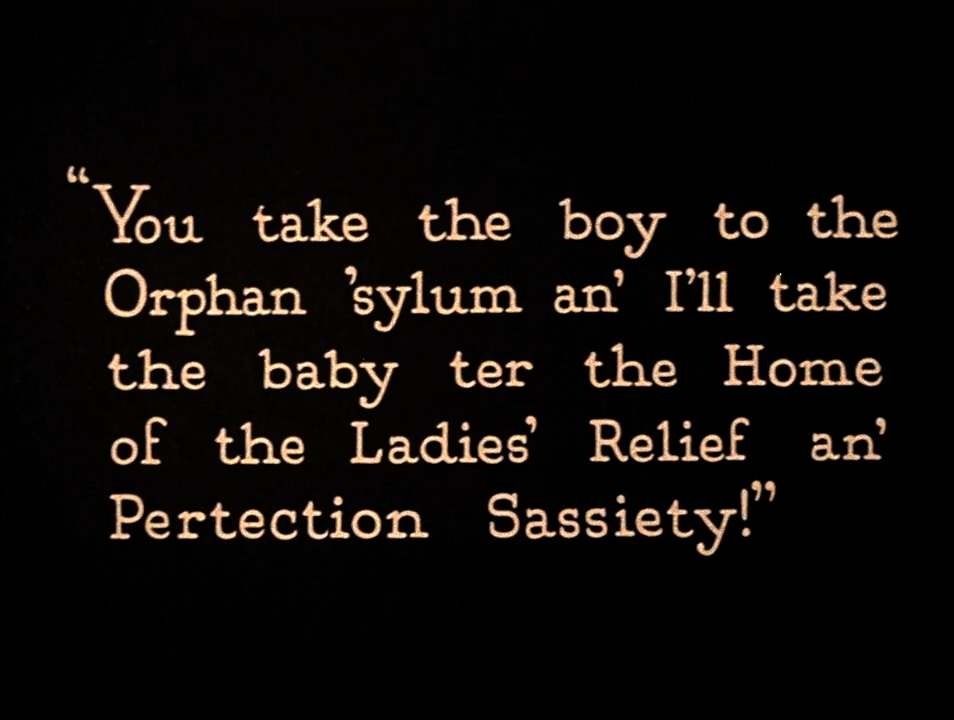 “You take the boy to the
Orphan ’sylum an’ I’ll take
the baby ter the Home
of the Ladies’ Relief an’
Pertection Sassiety!”